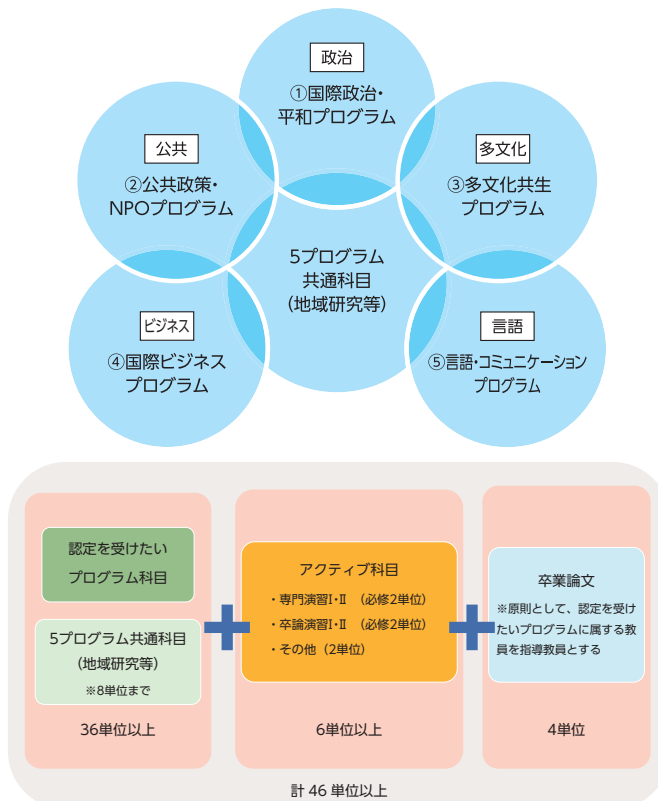 政治
①国際政治・
平和プログラム
公共
②公共政策・
NPOプログラム
多文化
③多文化共生
プログラム
5プログラム
共通科目
(地域研究等)
ビジネス
④国際ビジネス
プログラム
言語
⑤言語・コミュニケーション
プログラム
認定を受けたい
プログラム科目
5プログラム共通科目
(地域研究等)
※8単位まで
36単位以上
アクティブ科目
・専門演習Ⅰ・Ⅱ (必修2単位)
・卒論演習Ⅰ・Ⅱ (必修2単位)
・その他(2単位)
6単位以上
卒業論文
※原則として、認定を受け
たいプログラムに属する教
員を指導教員とする
4単位
計 46 単位以上